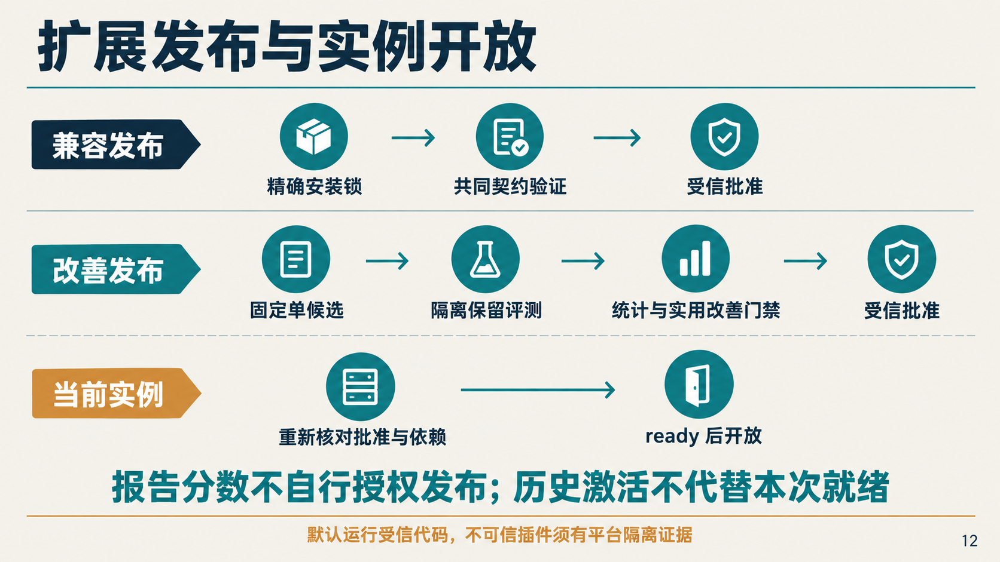 扩展发布与实例开放
兼容发布
精确安装锁
共同契约验证
受信批准
改善发布
固定单候选
隔离保留评测
统计与实用改善门禁
受信批准
当前实例
重新核对批准与依赖
ready 后开放
报告分数不自行授权发布；历史激活不代替本次就绪
默认运行受信代码，不可信插件须有平台隔离证据
12